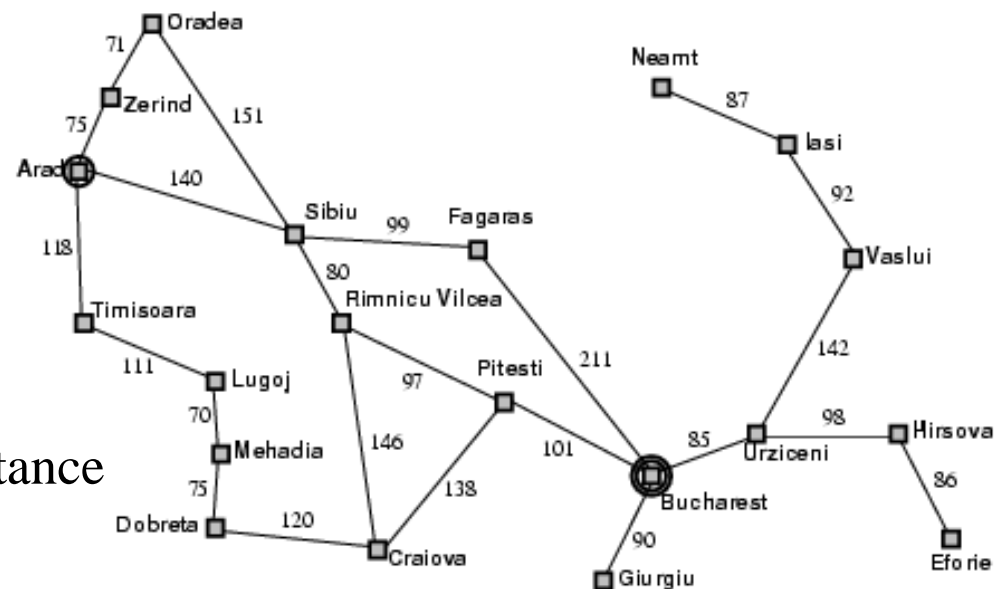 Oradea
71
Neamt
Zerind
87
151
75
Iasi
Arad
140
92
Sibiu
Fagaras
99
118
Vaslui
80
Timisoara
Rimnicu Vilcea
142
211
111
Lugoj
97
Pitesti
70
98
Hirsova
146
85
Mehadia
101
Urziceni
86
tance
138
75
Bucharest
Dobreta
120
90
Craiova
Eforie
Giurgiu